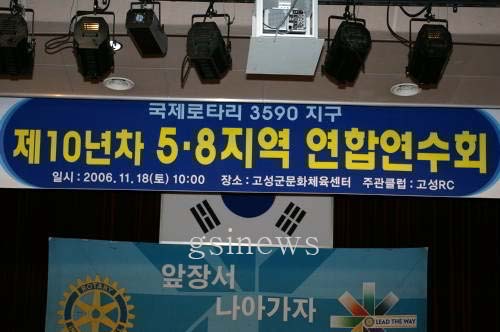 국제로타리 3590 지구
제10년차 5·8지역 연합연수회
일시 : 2006. 11. 18(토) 10:00 장소 : 고성군문화체육센터 주관클럽 : 고성RC
gsinews
앞장서
나아가자
ROTARY
LEAD THE WAY